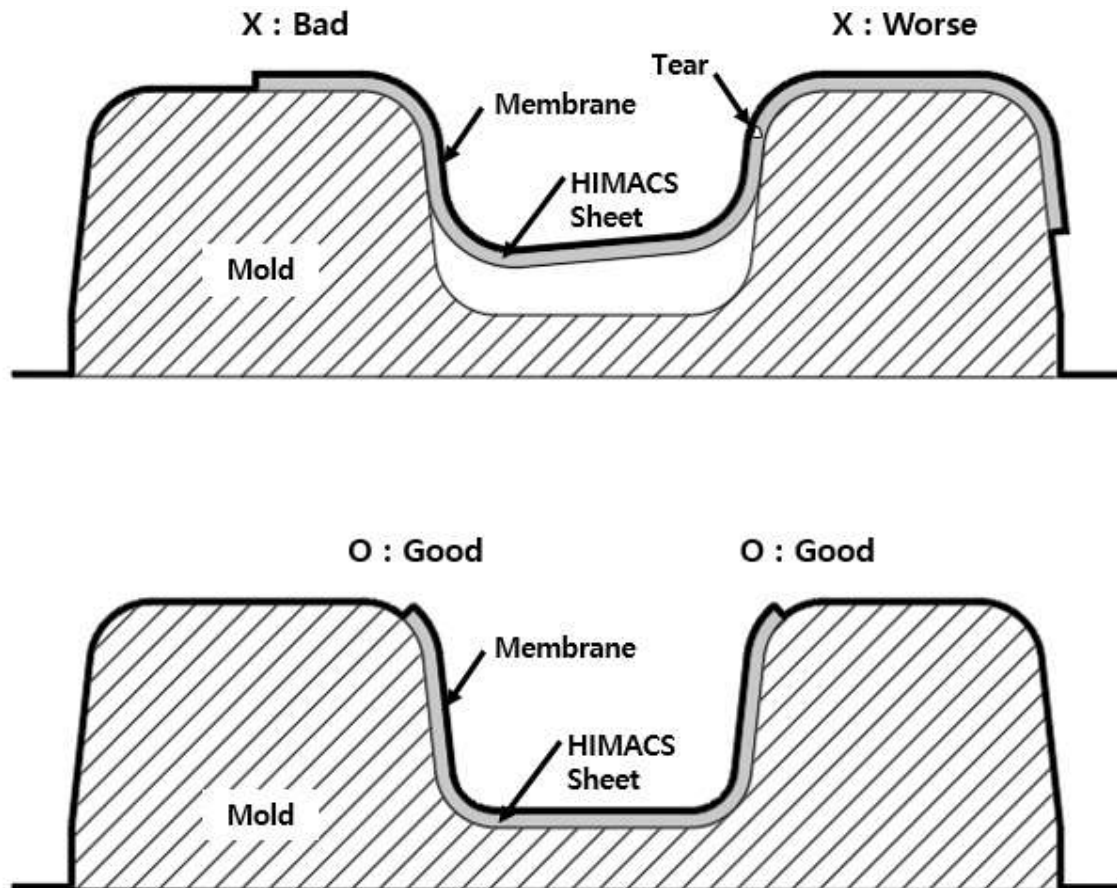 X : Bad
X : Worse
Tear
Membrane
HIMACS
Sheet
Mold
O : Good
O : Good
Membrane
HIMACS
Sheet
Mold